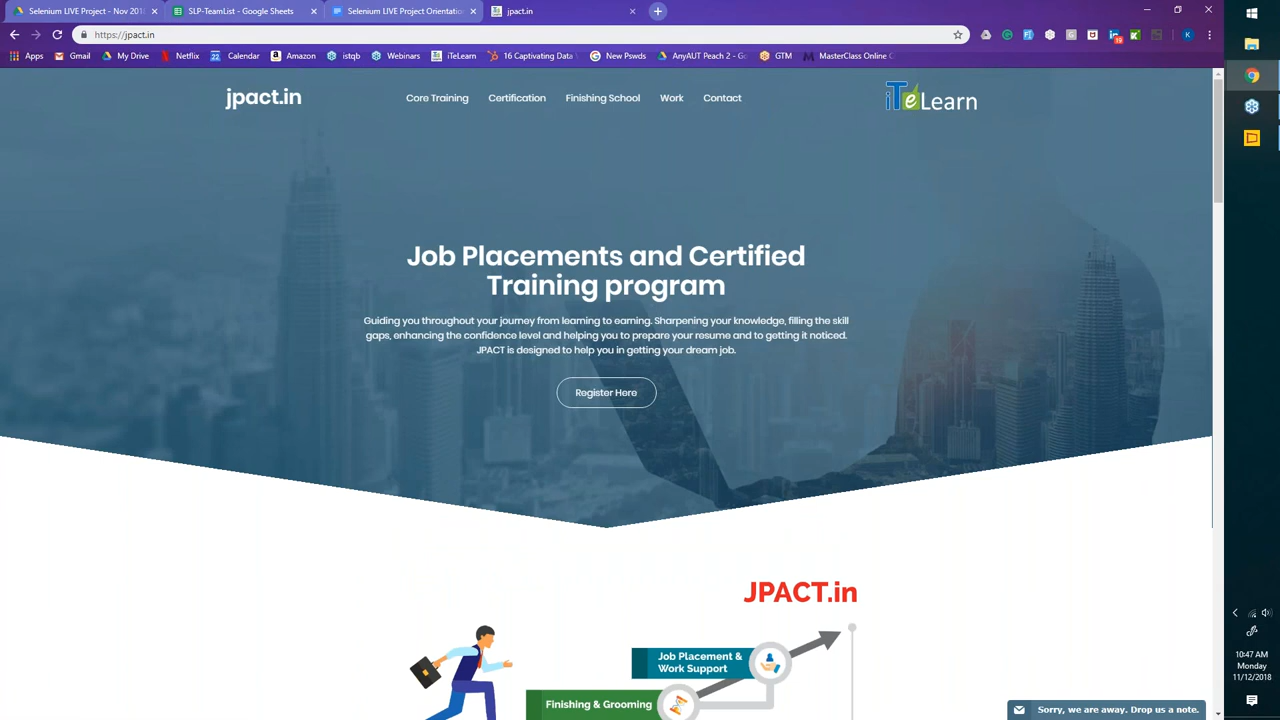 Selenium LIVE Project - Nov 2018
SLP-TeamList - Google Sheets
Selenium LIVE Project Orientation
jpact.in
https://jpact.in
Apps
Gmail
My Drive
Netflix
Calendar
Amazon
istqb
Webinars
iTeLearn
16 Captivating Data
New Pswds
AnyAUT Peach 2 - Go
GTM
MasterClass Online C
jpact.in
Core Training
Certification
Finishing School
Work
Contact
iTeLearn
Job Placements and Certified
Training program
Guiding you throughout your journey from learning to earning. Sharpening your knowledge, filling the skill
gaps, enhancing the confidence level and helping you to prepare your resume and to getting it noticed.
JPACT is designed to help you in getting your dream job.
Register Here
JPACT.in
Job Placement &
Work Support
Finishing & Grooming
10:47 AM
Monday
11/12/2018
Sorry, we are away. Drop us a note.